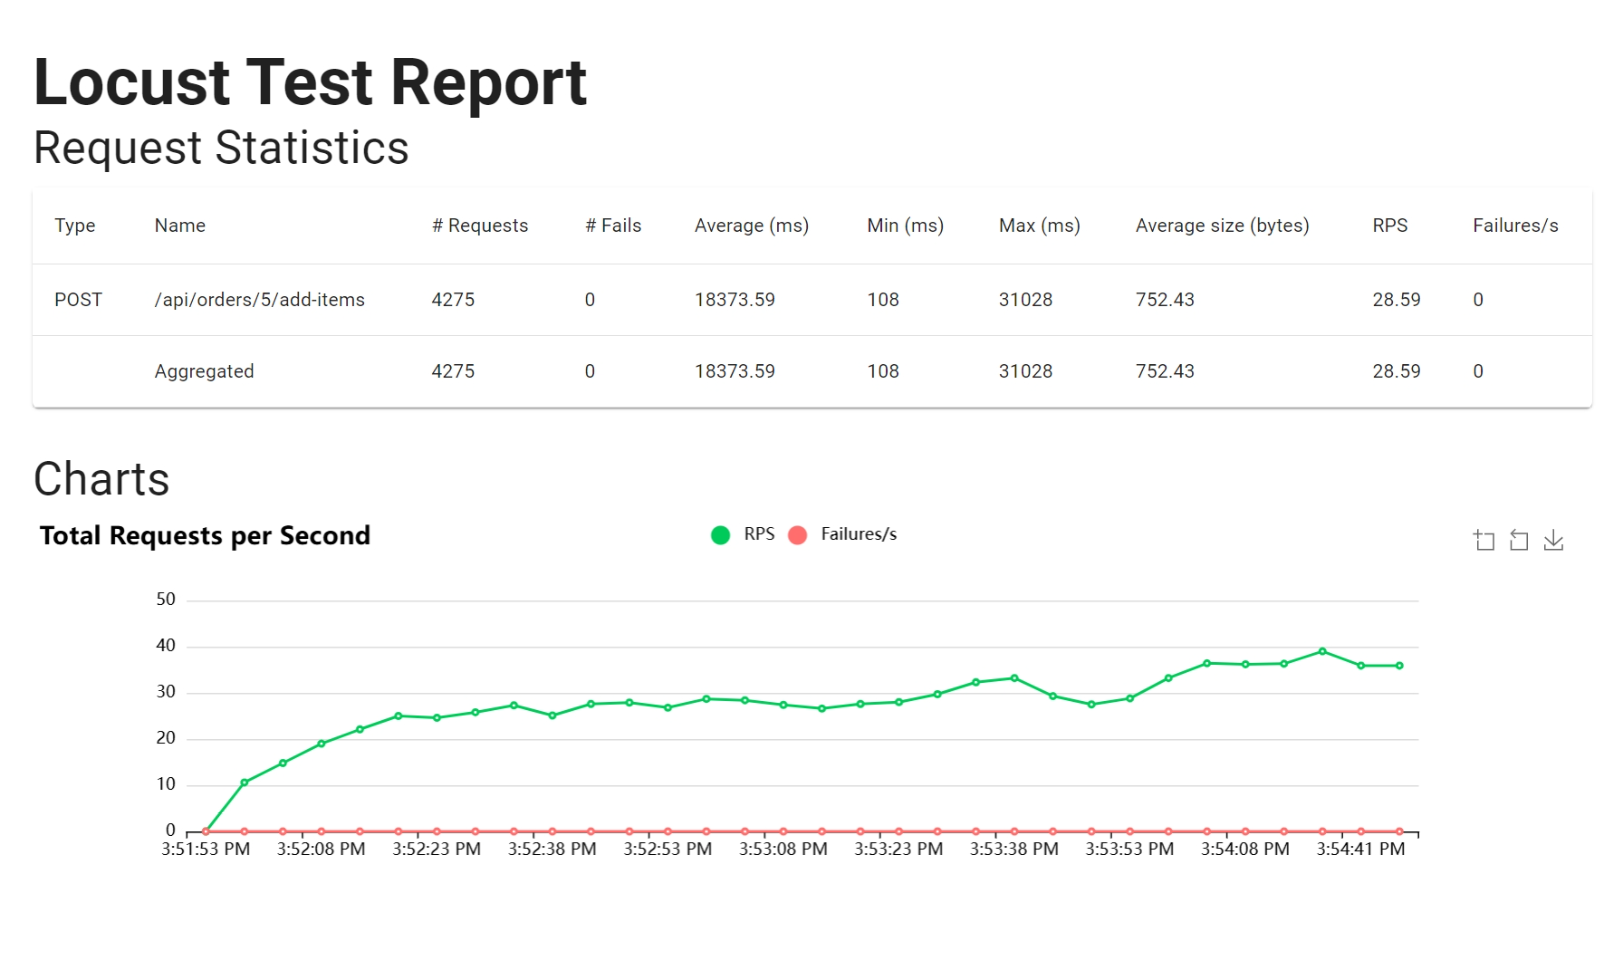 Locust Test Report
Request Statistics
Type Name # Requests # Fails Average (ms) Min (ms) Max (ms) Average size (bytes) RPS Failures/s
POST /api/orders/5/add-items 4275 0 18373.59 108 31028 752.43 28.59 0
Aggregated 4275 0 18373.59 108 31028 752.43 28.59 0
Charts
Total Requests per Second RPS Failures/s
50
40
30
20
10
0
3:51:53 PM 3:52:08 PM 3:52:23 PM 3:52:38 PM 3:52:53 PM 3:53:08 PM 3:53:23 PM 3:53:38 PM 3:53:53 PM 3:54:08 PM 3:54:41 PM